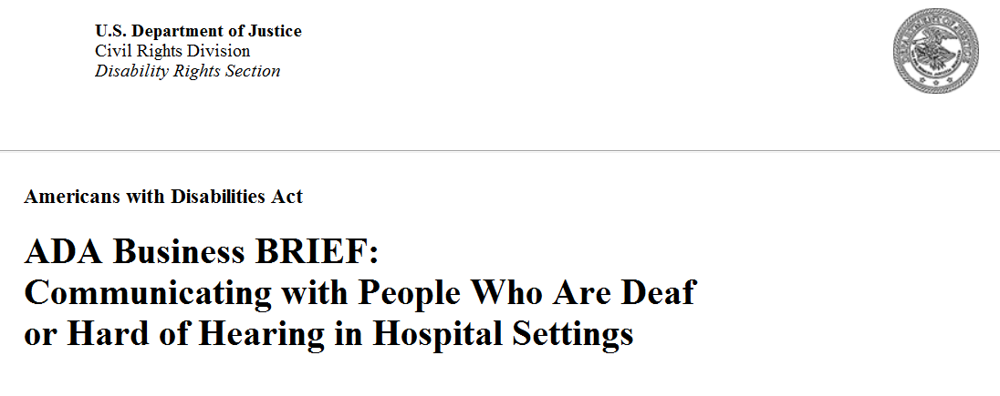 U.S. Department of Justice
Civil Rights Division
Disability Rights Section
Americans with Disabilities Act
ADA Business BRIEF:
Communicating with People Who Are Deaf
or Hard of Hearing in Hospital Settings